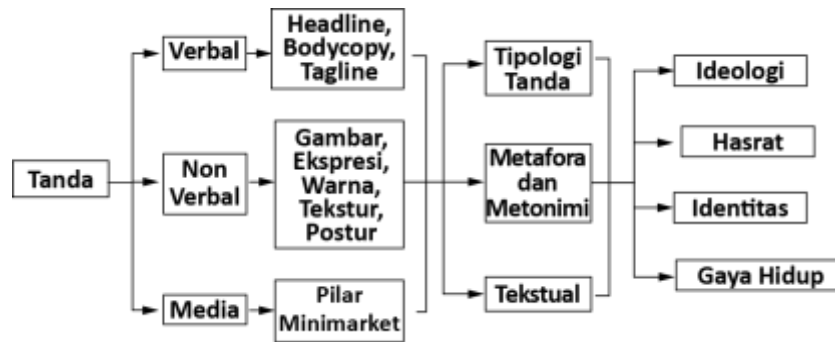 Tanda
Verbal
Non
Verbal
Media
Headline,
Bodycopy,
Tagline
Gambar,
Ekspresi,
Warna,
Tekstur,
Postur
Pilar
Minimarket
Tipologi
Tanda
Metafora
dan
Metonimi
Tekstual
Ideologi
Hasrat
Identitas
Gaya Hidup